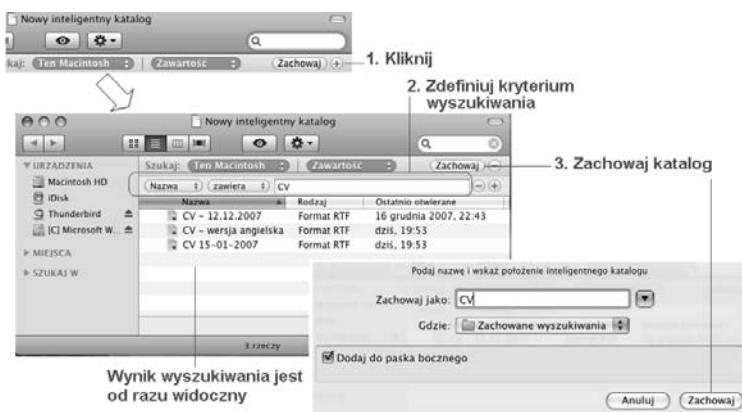 Nowy inteligentny katalog
kaj: Ten Macintosh Zawartość Zachowaj
1. Kliknij
2. Zdefiniuj kryterium
wyszukiwania
Nowy inteligentny katalog
URZĄDZENIA
Szukaj: Ten Macintosh Zawartość Zachowaj
3. Zachowaj katalog
Macintosh HD
Nazwa zawiera CV
iDisk
Nazwa Rodzaj Ostatnio otwierane
Thunderbird
CV – 12.12.2007 Format RTF 16 grudnia 2007, 22:43
[C] Microsoft W...
CV – wersja angielska Format RTF dziś, 19:53
CV 15-01-2007 Format RTF dziś, 19:53
MIEJSCA
SZUKAJ W
Podaj nazwę i wskaż położenie inteligentnego katalogu
Zachowaj jako: CV
Gdzie: Zachowane wyszukiwania
3 rzeczy
Dodaj do paska bocznego
Wynik wyszukiwania jest
od razu widoczny
Anuluj Zachowaj